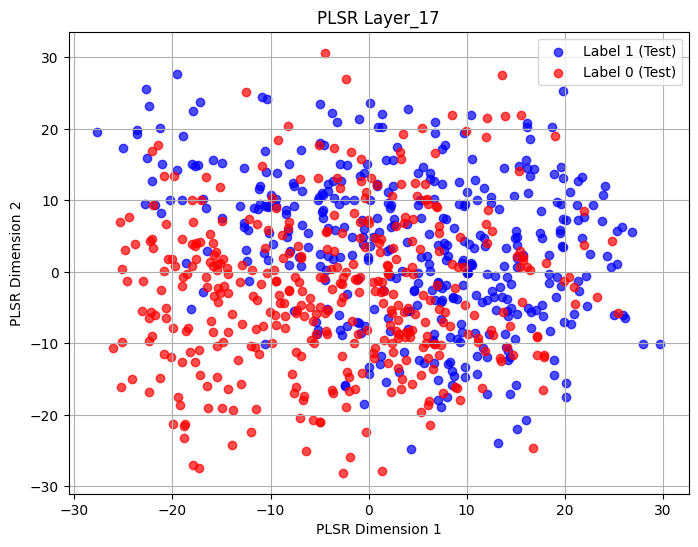 PLSR Layer_17
Label 1 (Test)
Label 0 (Test)
30
20
10
0
−10
−20
−30
PLSR Dimension 2
−30
−20
−10
0
10
20
30
PLSR Dimension 1